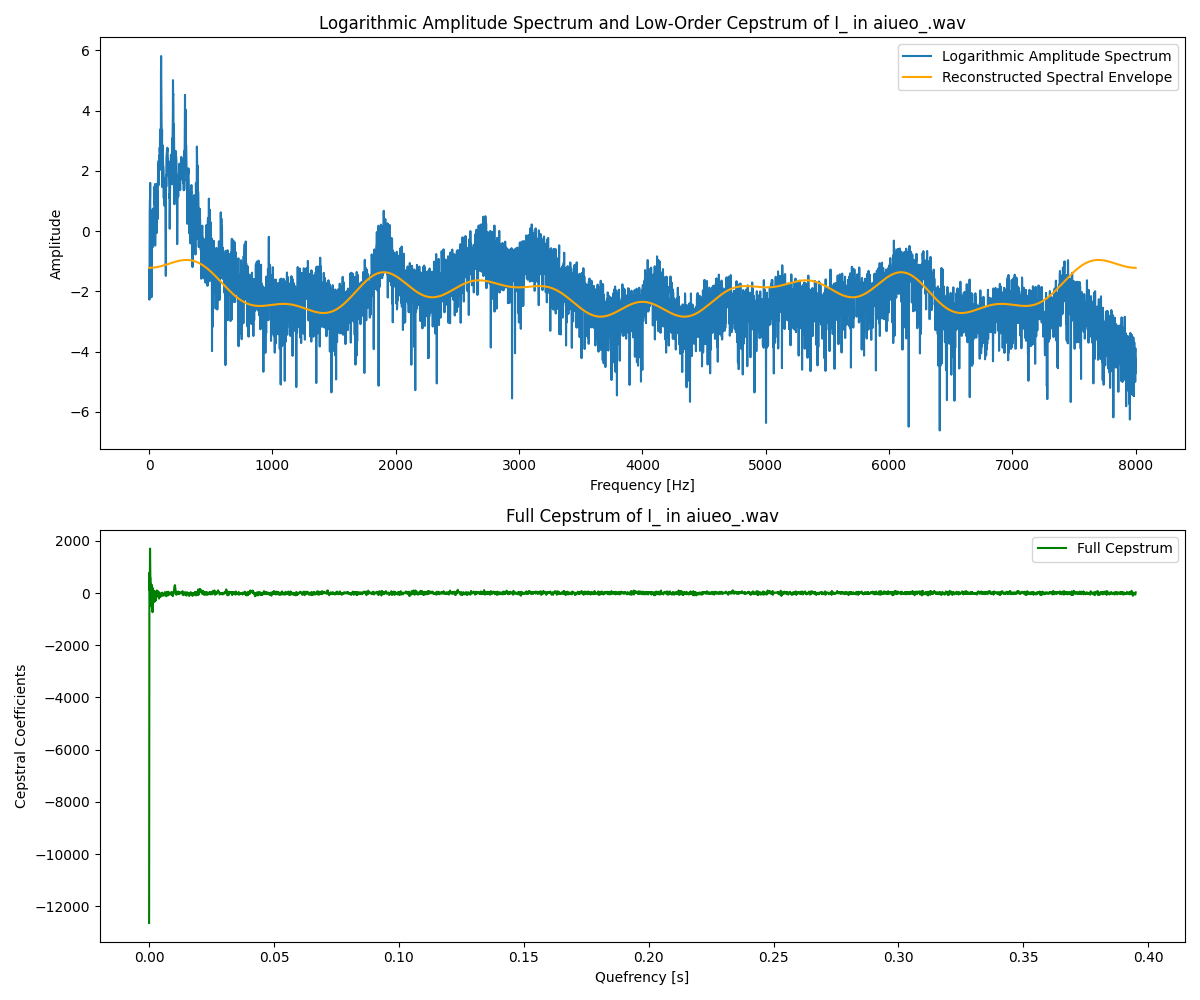 Logarithmic Amplitude Spectrum and Low-Order Cepstrum of I_ in aiueo_.wav
Logarithmic Amplitude Spectrum
Reconstructed Spectral Envelope
Amplitude
6
4
2
0
−2
−4
−6
0 1000 2000 3000 4000 5000 6000 7000 8000
Frequency [Hz]
Full Cepstrum of I_ in aiueo_.wav
Full Cepstrum
Cepstral Coefficients
2000
0
−2000
−4000
−6000
−8000
−10000
−12000
0.00 0.05 0.10 0.15 0.20 0.25 0.30 0.35 0.40
Quefrency [s]